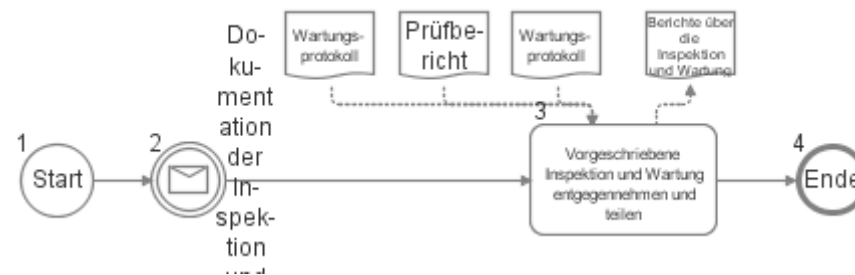 1
Start
2
Do-
ku-
ment
ation
der
In-
spek-
tion
und
Wartungs-
protokoll
Prüfbe-
richt
Wartungs-
protokoll
Berichte über
die
Inspektion
und Wartung
3
Vorgeschriebene
Inspektion und Wartung
entgegennehmen und
teilen
4
Ende